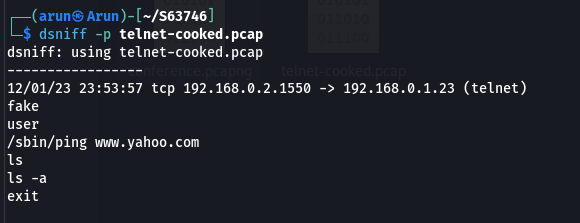 ┌──(arun㉿Arun)-[~/S63746]
└─$ dsniff -p telnet-cooked.pcap
dsniff: using telnet-cooked.pcap
-----------------
12/01/23 23:53:57 tcp 192.168.0.2.1550 -> 192.168.0.1.23 (telnet)
fake
user
/sbin/ping www.yahoo.com
ls
ls -a
exit